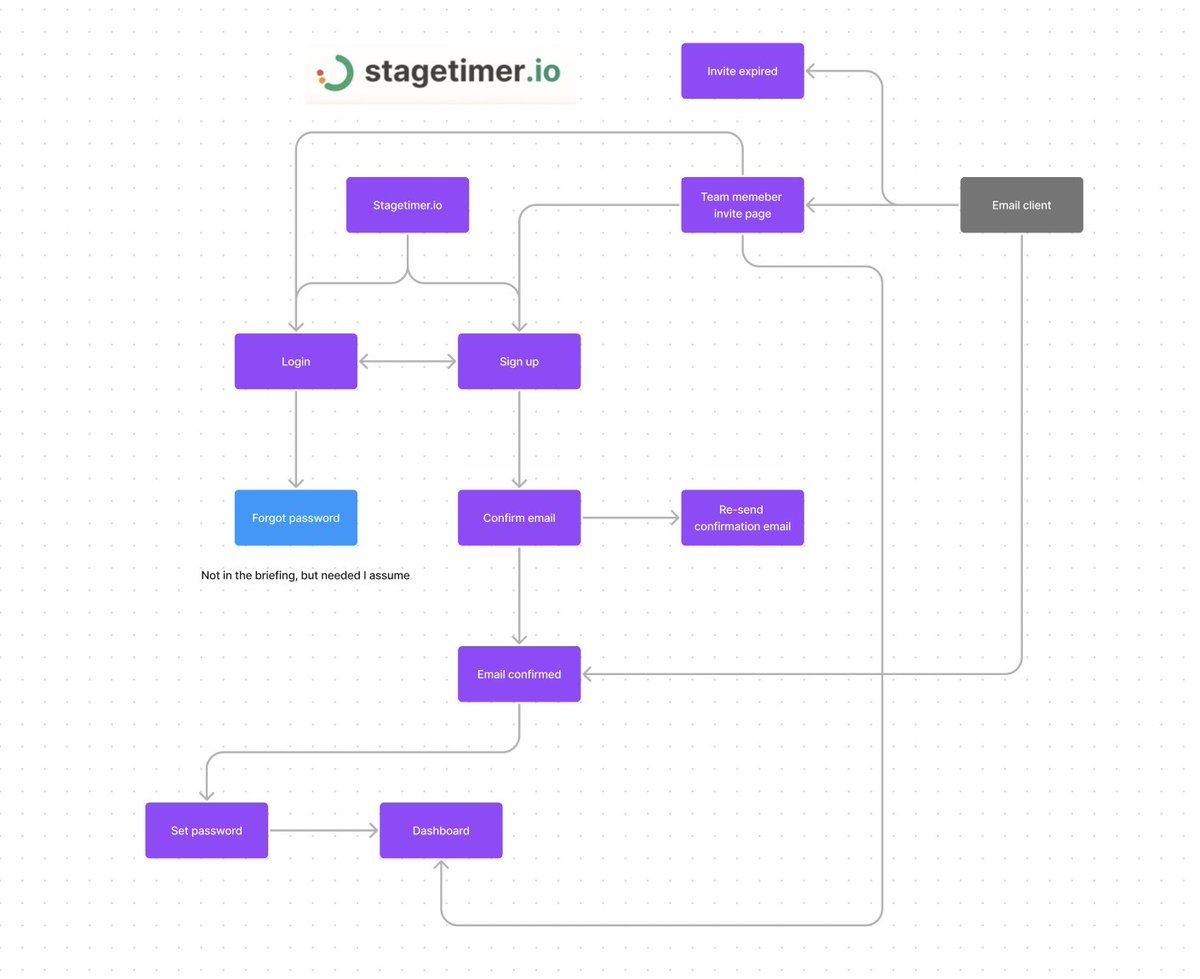 stagetimer.io
Invite expired
Stagetimer.io
Team memeber
invite page
Email client
Login
Sign up
Forgot password
Confirm email
Re-send
confirmation email
Not in the briefing, but needed I assume
Email confirmed
Set password
Dashboard